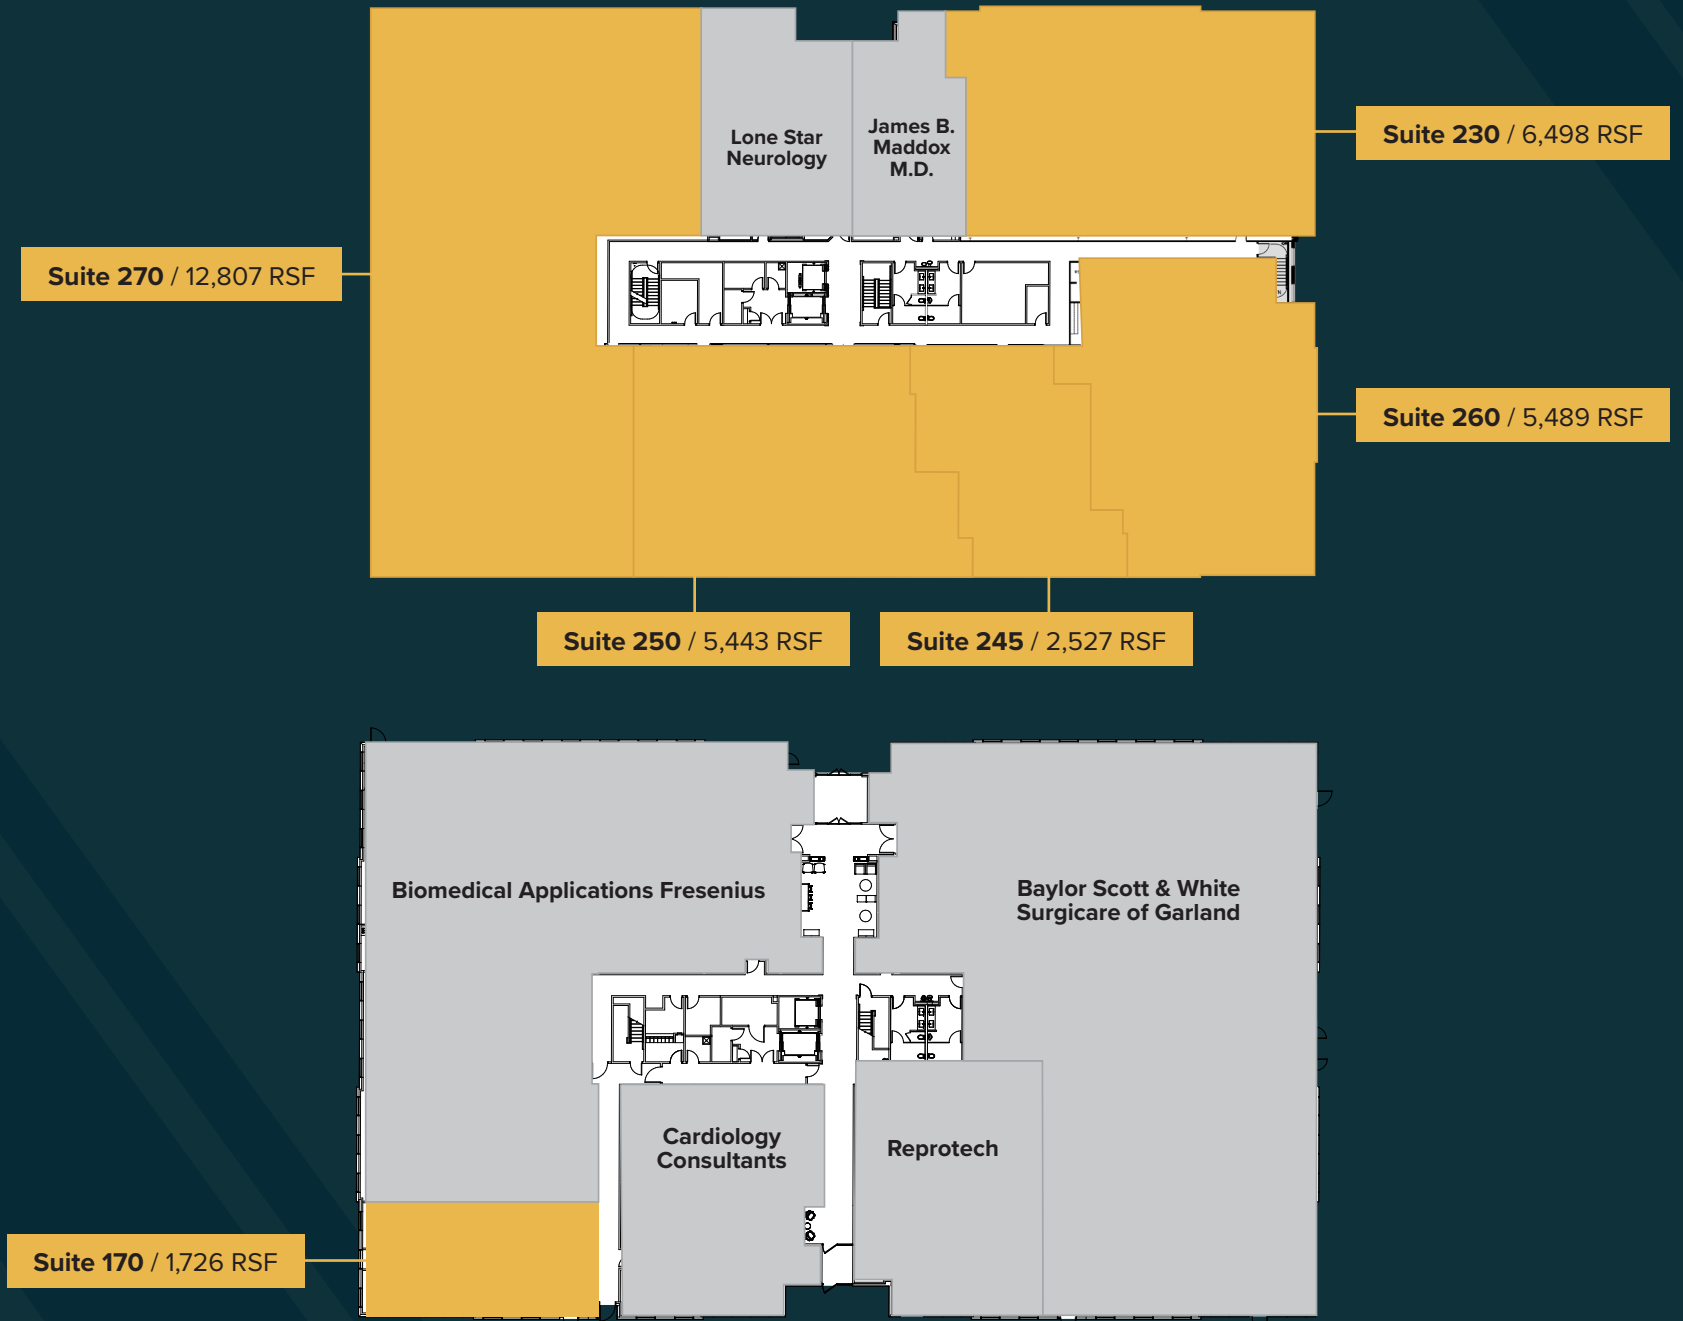 Lone Star
Neurology
James B.
Maddox
M.D.
Suite 230 / 6,498 RSF
Suite 270 / 12,807 RSF
Suite 260 / 5,489 RSF
Suite 250 / 5,443 RSF
Suite 245 / 2,527 RSF
Biomedical Applications Fresenius
Baylor Scott & White
Surgicare of Garland
Cardiology
Consultants
Reprotech
Suite 170 / 1,726 RSF